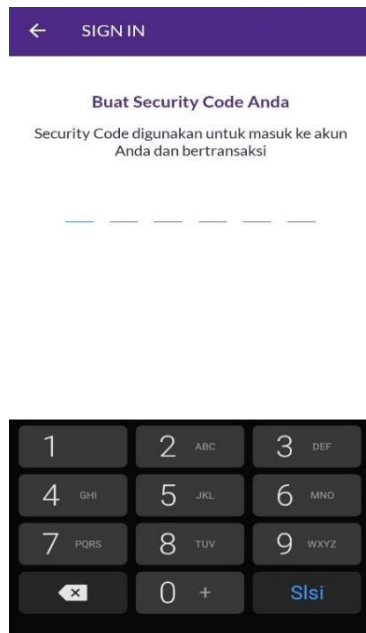 SIGN IN
Buat Security Code Anda
Security Code digunakan untuk masuk ke akun
Anda dan bertransaksi
1 2 ABC 3 DEF
4 GHI 5 JKL 6 MNO
7 PQRS 8 TUV 9 WXYZ
0 + Slsi